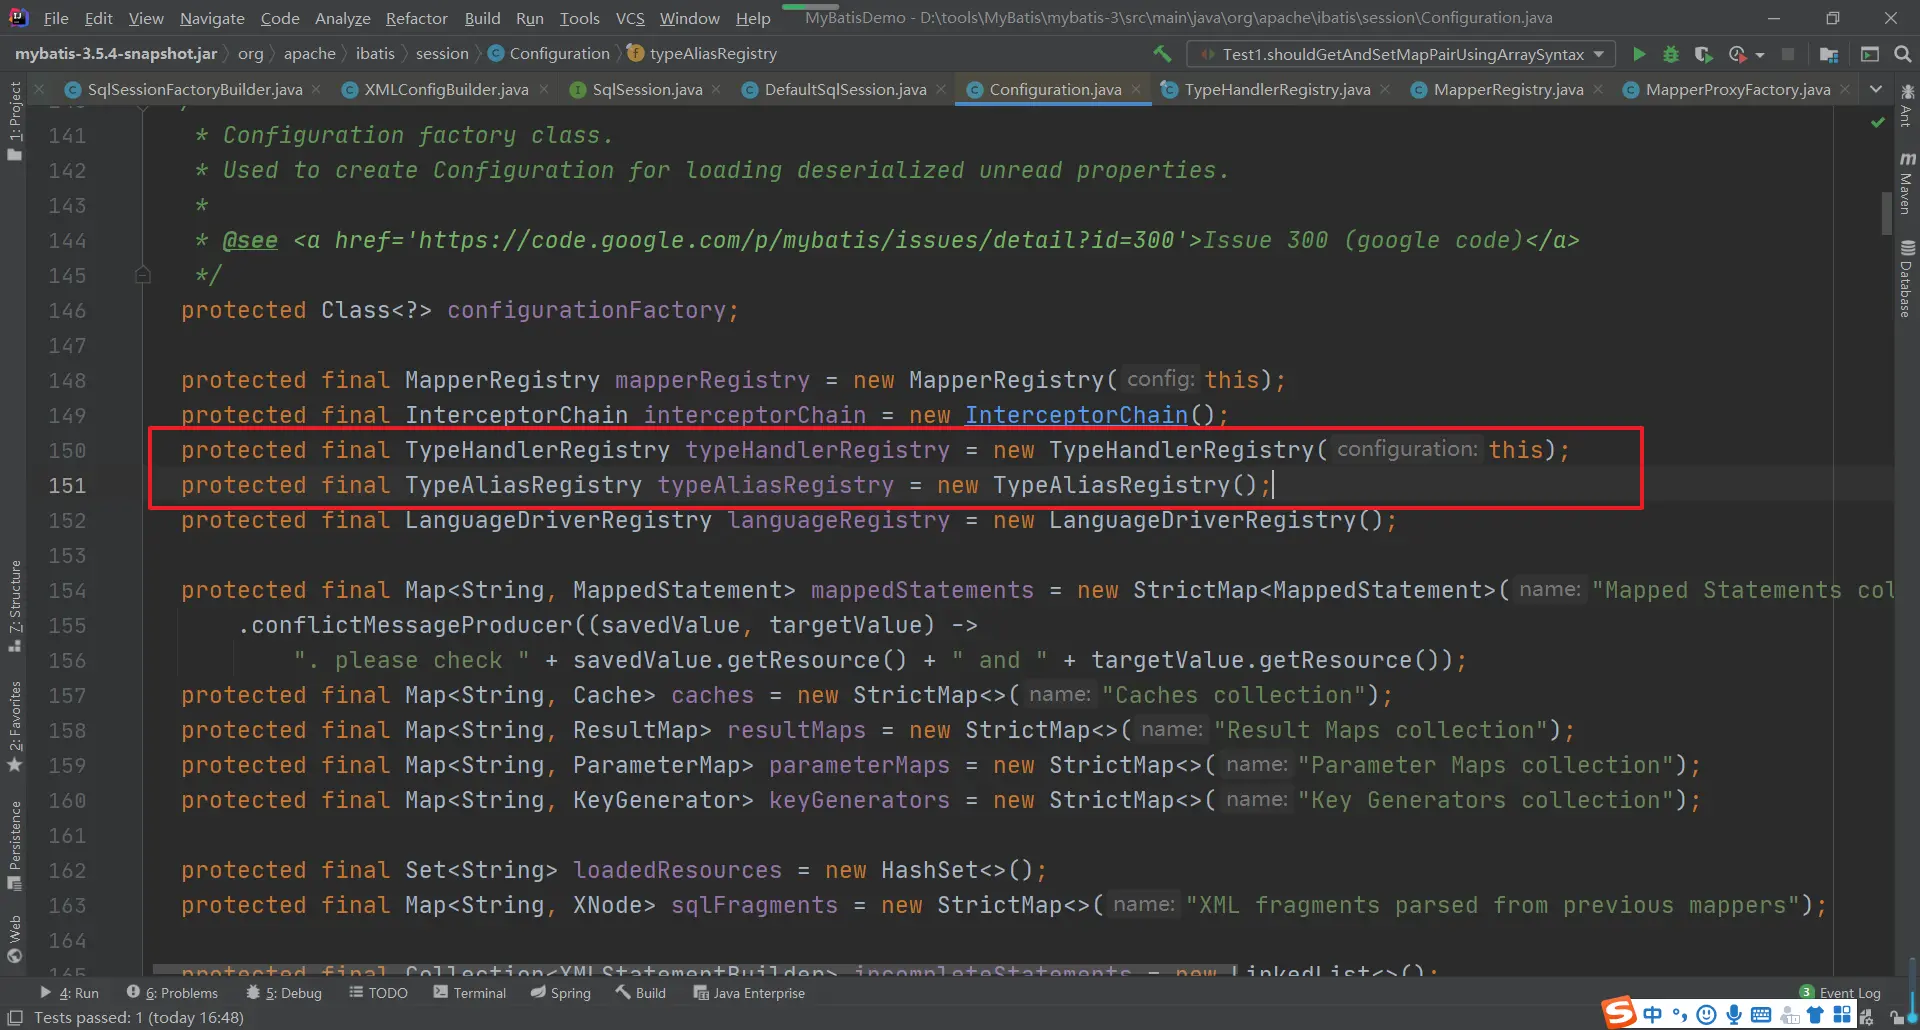 File Edit View Navigate Code Analyze Refactor Build Run Tools VCS Window Help MyBatisDemo - D:\tools\MyBatis\mybatis-3\src\main\java\org\apache\ibatis\session\Configuration.java
mybatis-3.5.4-snapshot.jar org apache ibatis session Configuration typeAliasRegistry Test1.shouldGetAndSetMapPairUsingArraySyntax
SqlSessionFactoryBuilder.java XMLConfigBuilder.java SqlSession.java DefaultSqlSession.java Configuration.java TypeHandlerRegistry.java MapperRegistry.java MapperProxyFactory.java
1: Project
7: Structure
2: Favorites
Persistence
Web
141 * Configuration factory class.
142 * Used to create Configuration for loading deserialized unread properties.
143 *
144 * @see <a href='https://code.google.com/p/mybatis/issues/detail?id=300'>Issue 300 (google code)</a>
145 */
146 protected Class<?> configurationFactory;
147
148 protected final MapperRegistry mapperRegistry = new MapperRegistry( config: this);
149 protected final InterceptorChain interceptorChain = new InterceptorChain();
150 protected final TypeHandlerRegistry typeHandlerRegistry = new TypeHandlerRegistry( configuration: this);
151 protected final TypeAliasRegistry typeAliasRegistry = new TypeAliasRegistry();
152 protected final LanguageDriverRegistry languageRegistry = new LanguageDriverRegistry();
153
154 protected final Map<String, MappedStatement> mappedStatements = new StrictMap<MappedStatement>( name: "Mapped Statements col
155 .conflictMessageProducer((savedValue, targetValue) ->
156 ". please check " + savedValue.getResource() + " and " + targetValue.getResource());
157 protected final Map<String, Cache> caches = new StrictMap<>( name: "Caches collection");
158 protected final Map<String, ResultMap> resultMaps = new StrictMap<>( name: "Result Maps collection");
159 protected final Map<String, ParameterMap> parameterMaps = new StrictMap<>( name: "Parameter Maps collection");
160 protected final Map<String, KeyGenerator> keyGenerators = new StrictMap<>( name: "Key Generators collection");
161
162 protected final Set<String> loadedResources = new HashSet<>();
163 protected final Map<String, XNode> sqlFragments = new StrictMap<>( name: "XML fragments parsed from previous mappers");
164
165 protected final Collection<XMLStatementBuilder> incompleteStatements = new LinkedList<>();
Ant
Maven
Database
4: Run 6: Problems 5: Debug TODO Terminal Spring Build Java Enterprise 3 Event Log
Tests passed: 1 (today 16:48)
S 中